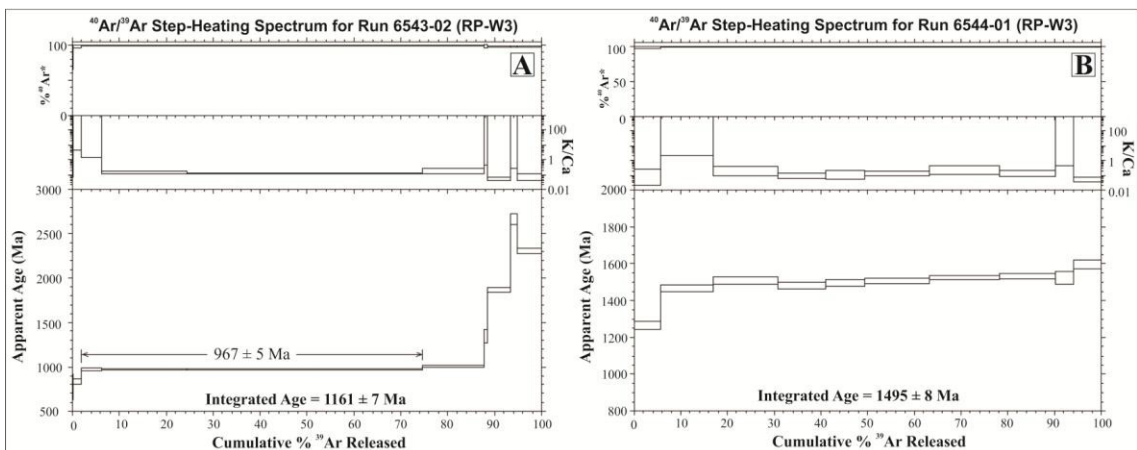 ⁴⁰Ar/³⁹Ar Step-Heating Spectrum for Run 6543-02 (RP-W3)
A
%⁴⁰Ar*
100
50
0
K/Ca
100
1
0.01
Apparent Age (Ma)
3000
2500
2000
1500
1000
500
967 ± 5 Ma
Integrated Age = 1161 ± 7 Ma
0 10 20 30 40 50 60 70 80 90 100
Cumulative % ³⁹Ar Released
⁴⁰Ar/³⁹Ar Step-Heating Spectrum for Run 6544-01 (RP-W3)
B
%⁴⁰Ar*
100
50
0
K/Ca
100
1
0.01
Apparent Age (Ma)
2000
1800
1600
1400
1200
1000
800
Integrated Age = 1495 ± 8 Ma
0 10 20 30 40 50 60 70 80 90 100
Cumulative % ³⁹Ar Released